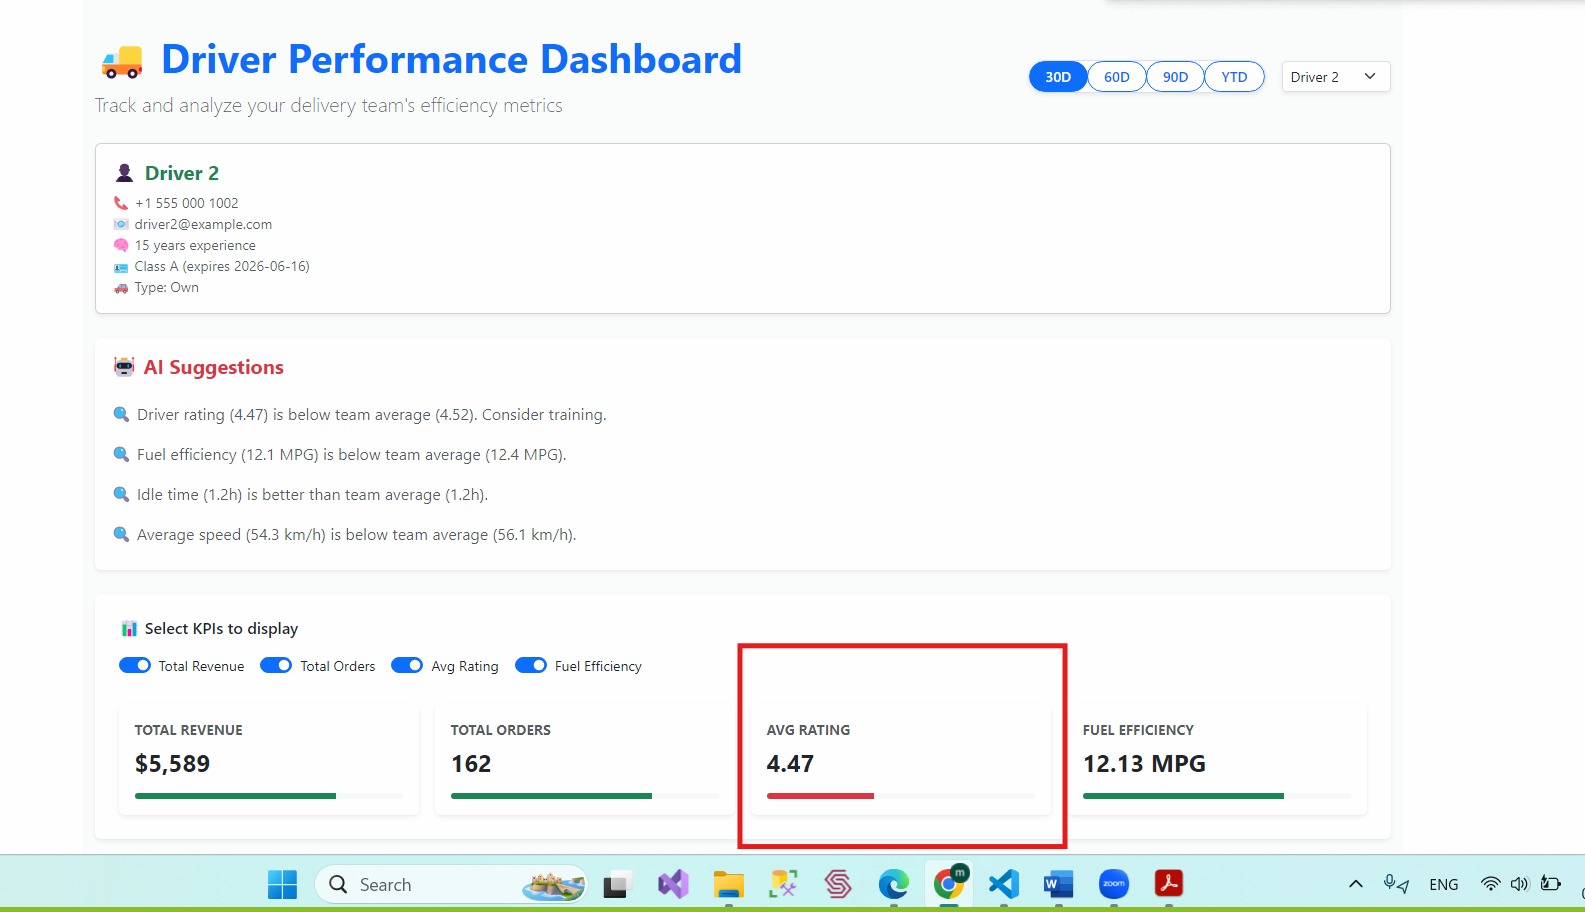 Driver Performance Dashboard
Track and analyze your delivery team's efficiency metrics
30D 60D 90D YTD Driver 2
Driver 2
+1 555 000 1002
driver2@example.com
15 years experience
Class A (expires 2026-06-16)
Type: Own
AI Suggestions
Driver rating (4.47) is below team average (4.52). Consider training.
Fuel efficiency (12.1 MPG) is below team average (12.4 MPG).
Idle time (1.2h) is better than team average (1.2h).
Average speed (54.3 km/h) is below team average (56.1 km/h).
Select KPIs to display
Total Revenue Total Orders Avg Rating Fuel Efficiency
TOTAL REVENUE TOTAL ORDERS AVG RATING FUEL EFFICIENCY
$5,589 162 4.47 12.13 MPG
Search m W zoom ENG